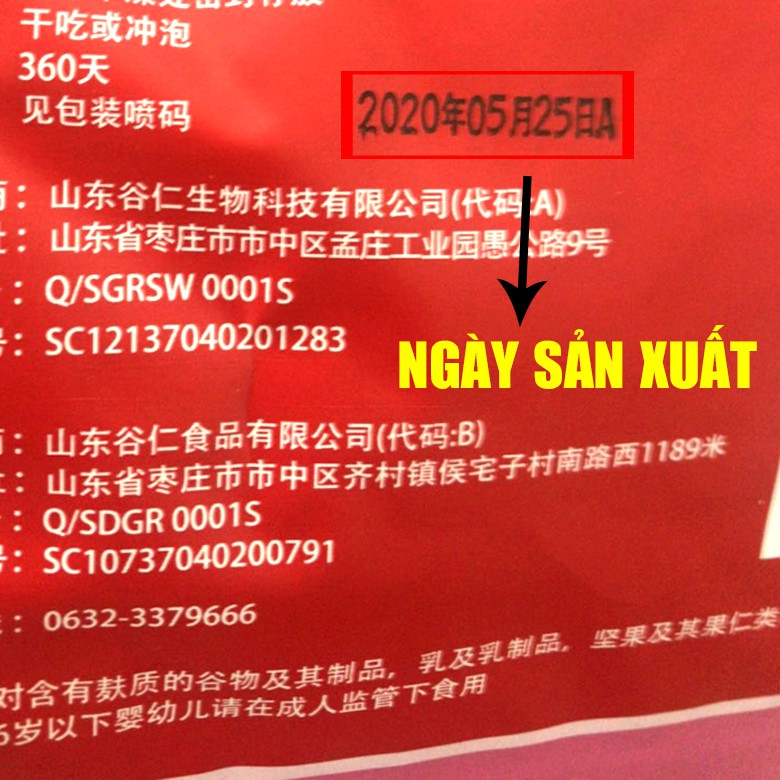 干吃或冲泡
360天
见包装喷码
2020年05月25日A
：山东谷仁生物科技有限公司(代码:A)
：山东省枣庄市市中区孟庄工业园愚公路9号
：Q/SGRSW 0001S
号：SC12137040201283
NGÀY SẢN XUẤT
：山东谷仁食品有限公司(代码:B)
：山东省枣庄市市中区齐村镇侯宅子村南路西1189米
：Q/SDGR 0001S
号：SC10737040200791
：0632-3379666
对含有麸质的谷物及其制品，乳及乳制品，坚果及其果仁类
6岁以下婴幼儿请在成人监管下食用